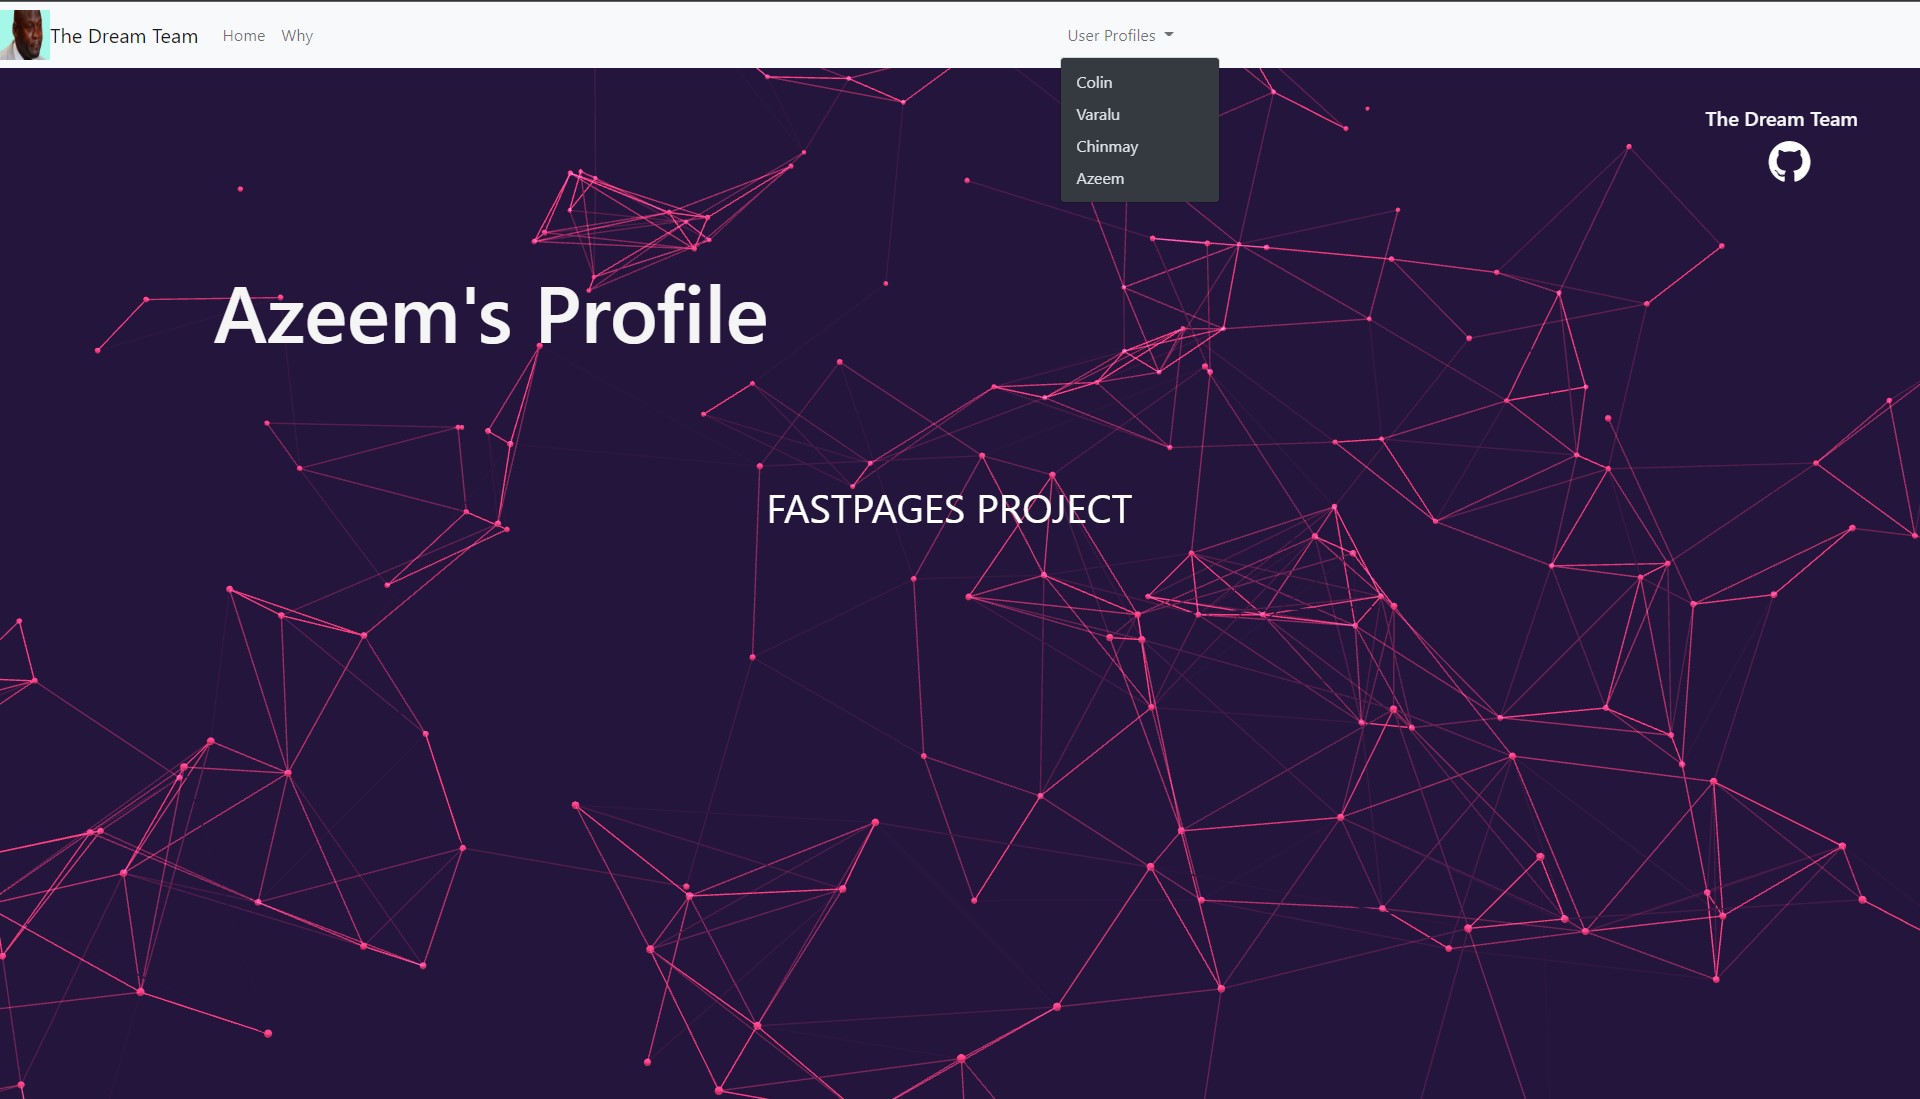 The Dream Team Home Why User Profiles
Colin
Varalu
Chinmay
Azeem
The Dream Team
Azeem's Profile
FASTPAGES PROJECT